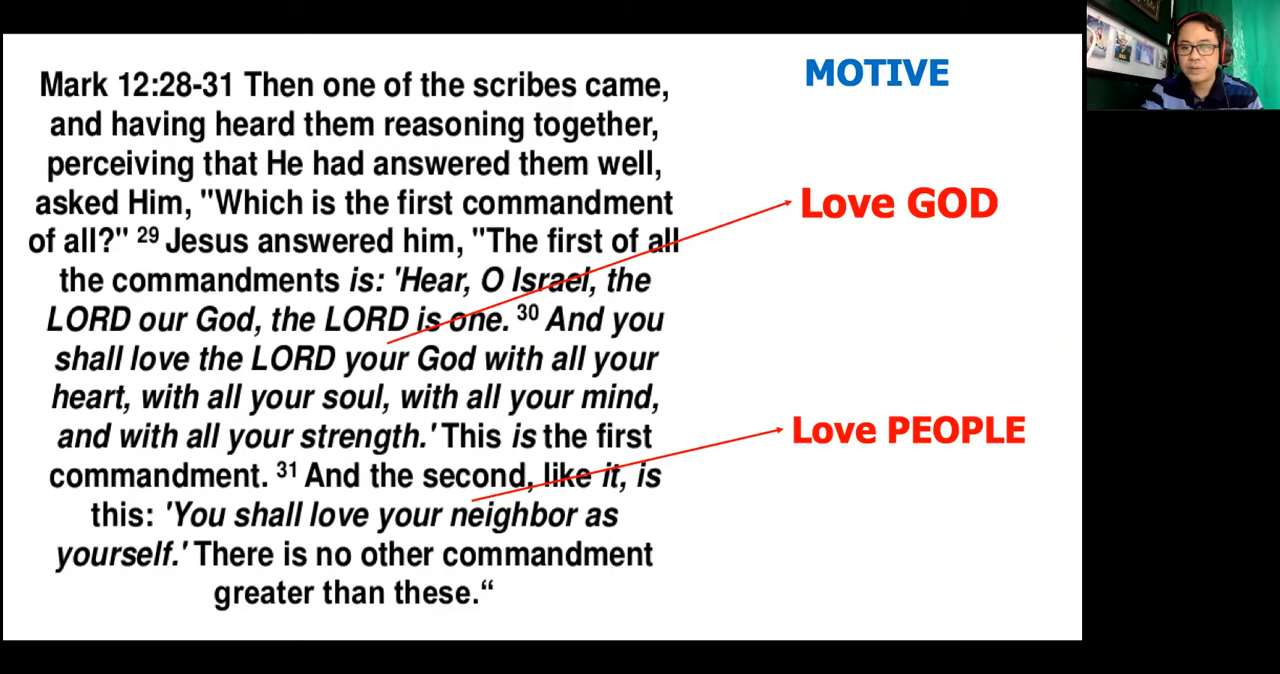 Mark 12:28-31 Then one of the scribes came,
and having heard them reasoning together,
perceiving that He had answered them well,
asked Him, "Which is the first commandment
of all?" 29 Jesus answered him, "The first of all
the commandments is: 'Hear, O Israel, the
LORD our God, the LORD is one. 30 And you
shall love the LORD your God with all your
heart, with all your soul, with all your mind,
and with all your strength.' This is the first
commandment. 31 And the second, like it, is
this: 'You shall love your neighbor as
yourself.' There is no other commandment
greater than these.“
MOTIVE
Love GOD
Love PEOPLE